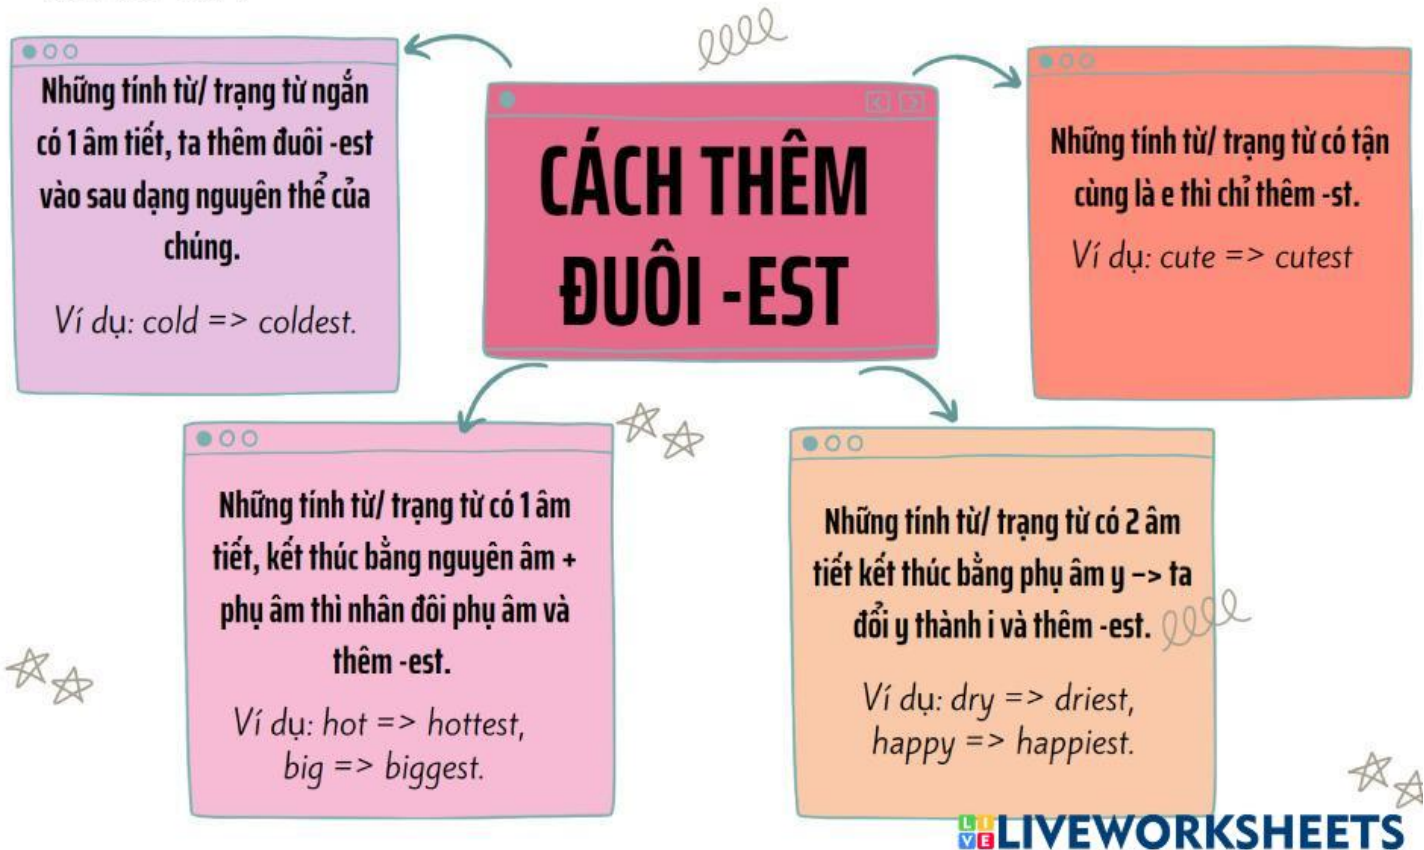 Những tính từ/ trạng từ ngắn
có 1 âm tiết, ta thêm đuôi -est
vào sau dạng nguyên thể của
chúng.
Ví dụ: cold => coldest.
CÁCH THÊM
ĐUÔI -EST
Những tính từ/ trạng từ có tận
cùng là e thì chỉ thêm -st.
Ví dụ: cute => cutest
Những tính từ/ trạng từ có 1 âm
tiết, kết thúc bằng nguyên âm +
phụ âm thì nhân đôi phụ âm và
thêm -est.
Ví dụ: hot => hottest,
big => biggest.
Những tính từ/ trạng từ có 2 âm
tiết kết thúc bằng phụ âm y –> ta
đổi y thành i và thêm -est.
Ví dụ: dry => driest,
happy => happiest.
LIVE LIVEWORKSHEETS